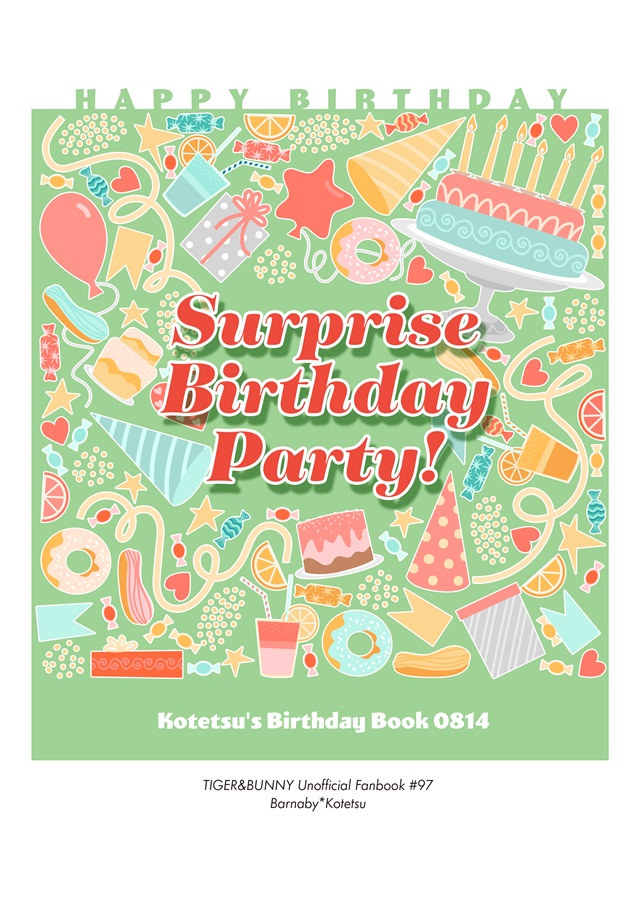 HAPPY BIRTHDAY
Surprise
Birthday
Party!
Kotetsu's Birthday Book 0814
TIGER&BUNNY Unofficial Fanbook #97
Barnaby*Kotetsu